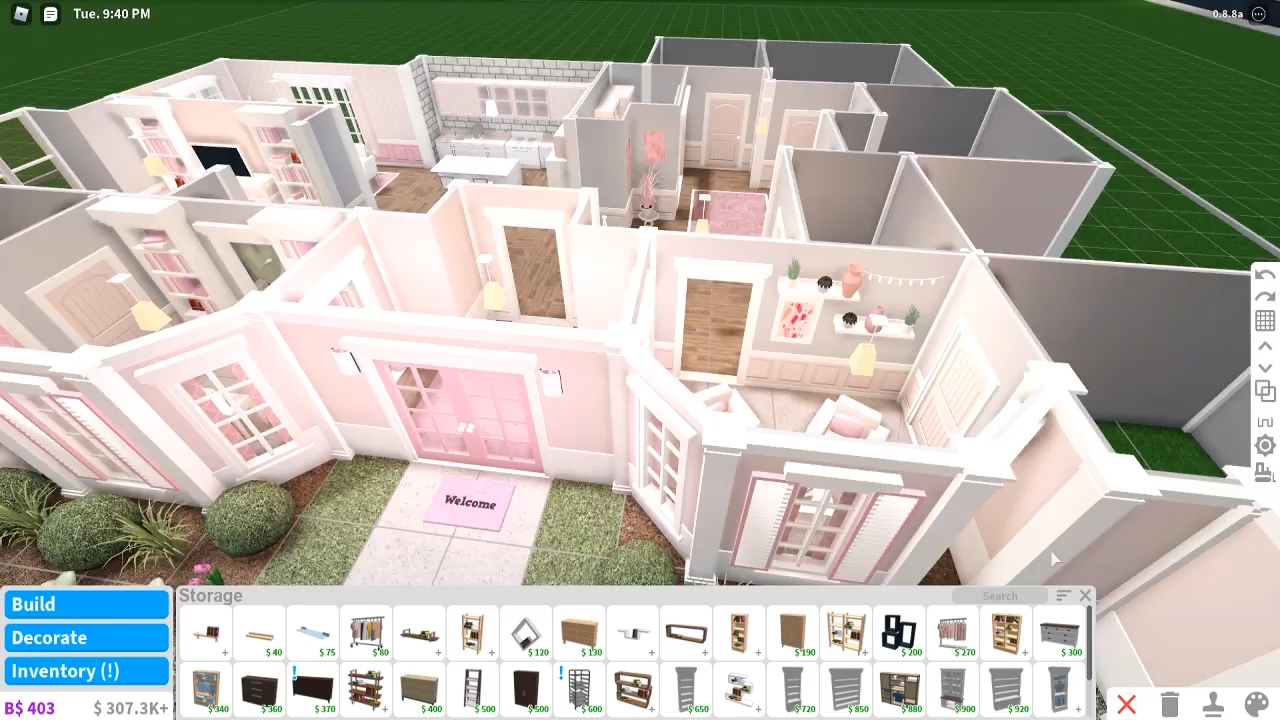 Tue. 9:40 PM
0.8.8a
Welcome
Build
Decorate
Inventory (!)
B$ 403
$ 307.3K+
Storage
Search
$ 40
$ 75
$ 80
$ 120
$ 130
$ 190
$ 200
$ 270
$ 300
$ 340
$ 360
$ 370
$ 400
$ 500
$ 500
$ 600
$ 650
$ 720
$ 850
$ 880
$ 900
$ 920